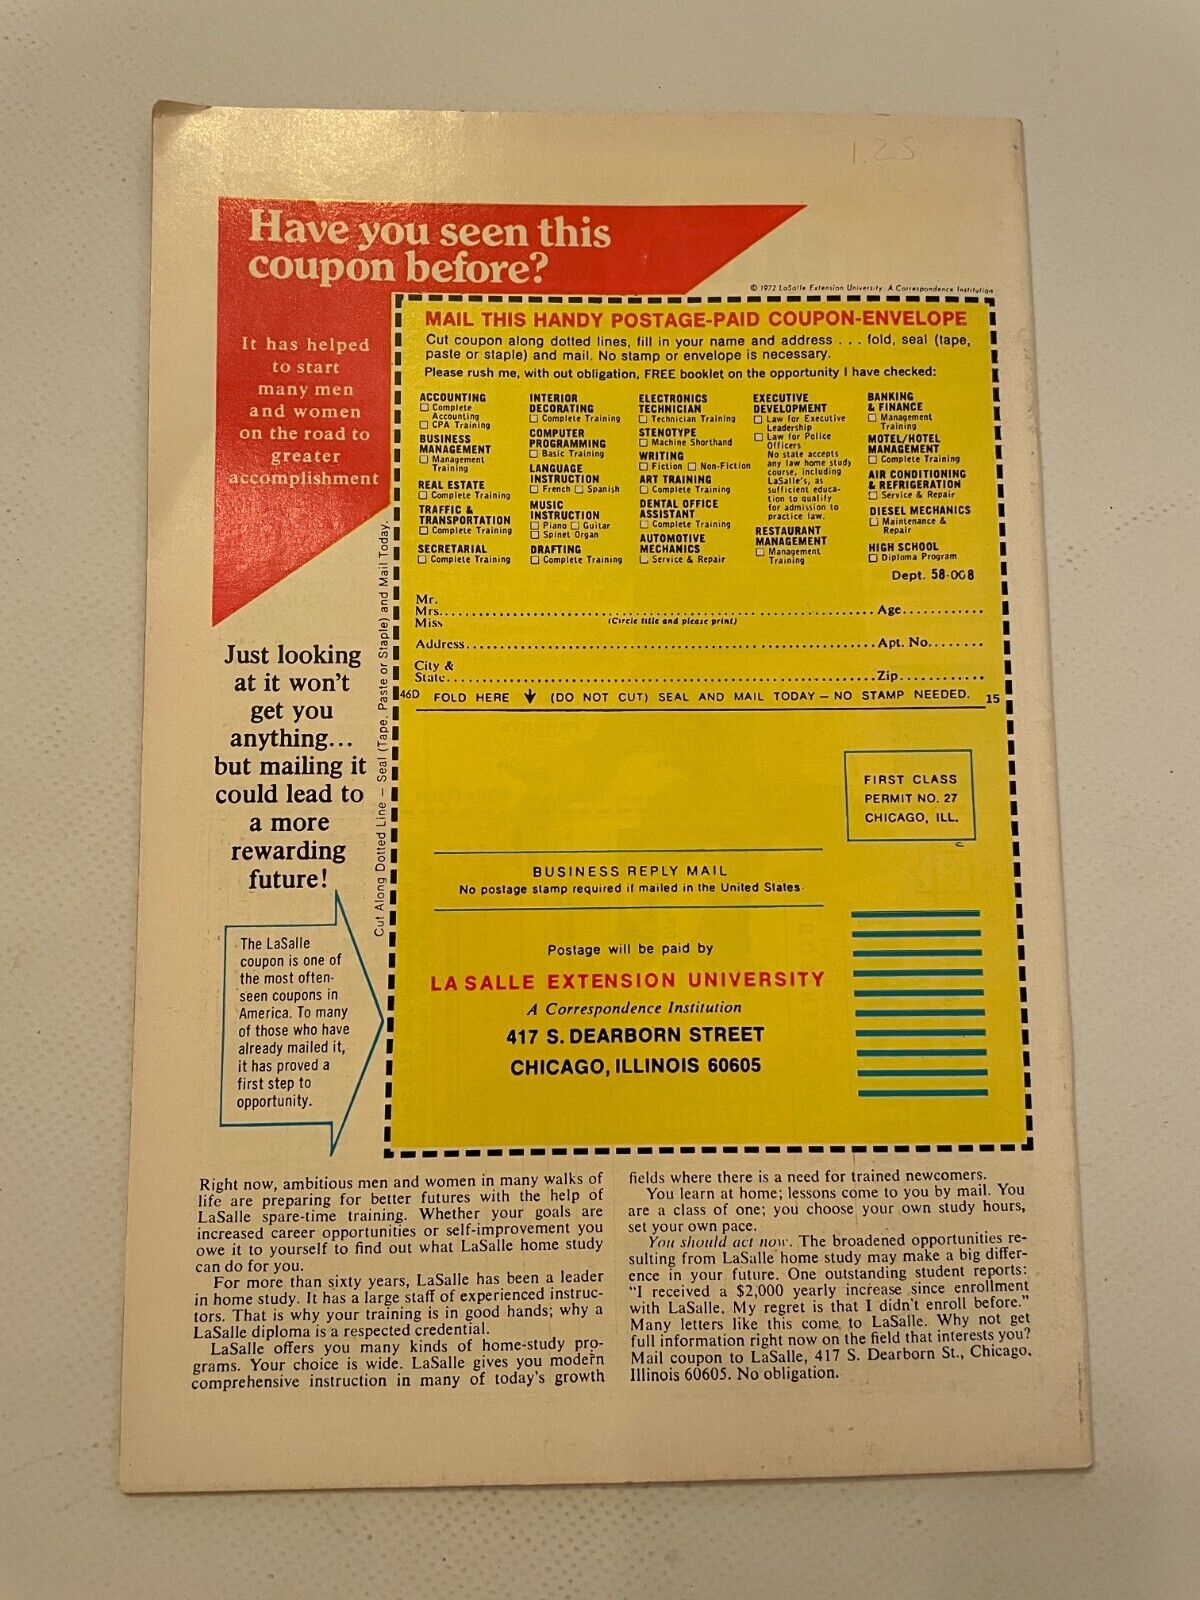 1.25
Have you seen this
coupon before?
It has helped
to start
many men
and women
on the road to
greater
accomplishment
© 1972 LaSalle Extension University. A Correspondence Institution
MAIL THIS HANDY POSTAGE-PAID COUPON-ENVELOPE
Cut coupon along dotted lines, fill in your name and address . . . fold, seal (tape,
paste or staple) and mail. No stamp or envelope is necessary.
Please rush me, with out obligation, FREE booklet on the opportunity I have checked:
ACCOUNTING
☐ Complete
Accounting
☐ CPA Training
BUSINESS
MANAGEMENT
☐ Management
Training
REAL ESTATE
☐ Complete Training
TRAFFIC &
TRANSPORTATION
☐ Complete Training
SECRETARIAL
☐ Complete Training
INTERIOR
DECORATING
☐ Complete Training
COMPUTER
PROGRAMMING
☐ Basic Training
LANGUAGE
INSTRUCTION
☐ French ☐ Spanish
MUSIC
INSTRUCTION
☐ Piano ☐ Guitar
☐ Spinet Organ
DRAFTING
☐ Complete Training
ELECTRONICS
TECHNICIAN
☐ Technician Training
STENOTYPE
☐ Machine Shorthand
WRITING
☐ Fiction ☐ Non-Fiction
ART TRAINING
☐ Complete Training
DENTAL OFFICE
ASSISTANT
☐ Complete Training
AUTOMOTIVE
MECHANICS
☐ Service & Repair
EXECUTIVE
DEVELOPMENT
☐ Law for Executive
Leadership
☐ Law for Police
Officers
No state accepts
any law home study
course, including
LaSalle's, as
sufficient educa-
tion to qualify
for admission to
practice law.
RESTAURANT
MANAGEMENT
☐ Management
Training
BANKING
& FINANCE
☐ Management
Training
MOTEL/HOTEL
MANAGEMENT
☐ Complete Training
AIR CONDITIONING
& REFRIGERATION
☐ Service & Repair
DIESEL MECHANICS
☐ Maintenance &
Repair
HIGH SCHOOL
☐ Diploma Program
Dept. 58-008
Mr.
Mrs. Age
Miss (Circle title and please print)
Address Apt. No.
City &
State Zip
46D FOLD HERE ↓ (DO NOT CUT) SEAL AND MAIL TODAY — NO STAMP NEEDED. 15
Cut Along Dotted Line – Seal (Tape, Paste or Staple) and Mail Today.
Just looking
at it won't
get you
anything...
but mailing it
could lead to
a more
rewarding
future!
The LaSalle
coupon is one of
the most often-
seen coupons in
America. To many
of those who have
already mailed it,
it has proved a
first step to
opportunity.
FIRST CLASS
PERMIT NO. 27
CHICAGO, ILL.
BUSINESS REPLY MAIL
No postage stamp required if mailed in the United States
Postage will be paid by
LA SALLE EXTENSION UNIVERSITY
A Correspondence Institution
417 S. DEARBORN STREET
CHICAGO, ILLINOIS 60605
Right now, ambitious men and women in many walks of
life are preparing for better futures with the help of
LaSalle spare-time training. Whether your goals are
increased career opportunities or self-improvement you
owe it to yourself to find out what LaSalle home study
can do for you.
For more than sixty years, LaSalle has been a leader
in home study. It has a large staff of experienced instruc-
tors. That is why your training is in good hands; why a
LaSalle diploma is a respected credential.
LaSalle offers you many kinds of home-study pro-
grams. Your choice is wide. LaSalle gives you modern
comprehensive instruction in many of today's growth
fields where there is a need for trained newcomers.
You learn at home; lessons come to you by mail. You
are a class of one; you choose your own study hours,
set your own pace.
You should act now. The broadened opportunities re-
sulting from LaSalle home study may make a big differ-
ence in your future. One outstanding student reports:
"I received a $2,000 yearly increase since enrollment
with LaSalle. My regret is that I didn't enroll before."
Many letters like this come to LaSalle. Why not get
full information right now on the field that interests you?
Mail coupon to LaSalle, 417 S. Dearborn St., Chicago,
Illinois 60605. No obligation.